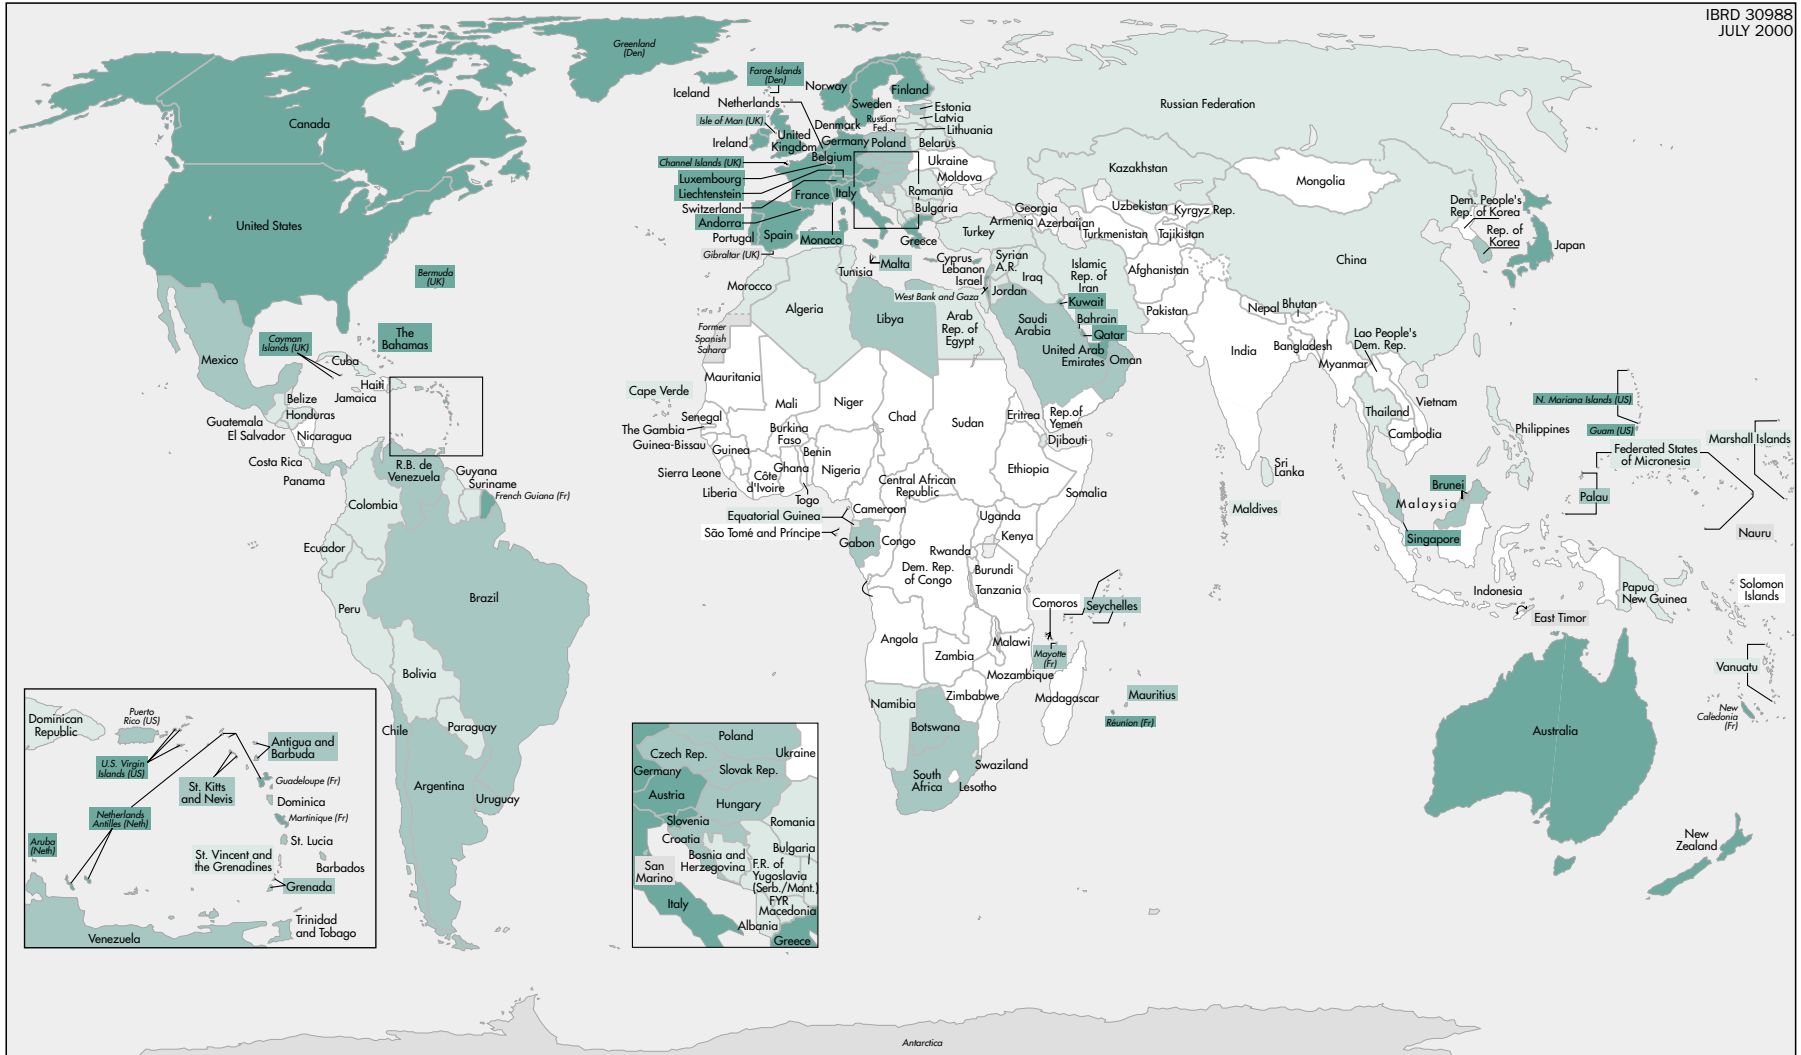 IBRD 30988
JULY 2000
Greenland
(Den)
Faroe Islands
(Den)
Iceland
Norway
Finland
Sweden
Netherlands
Estonia
Latvia
Lithuania
Russian
Fed.
Isle of Man (UK)
Denmark
United
Kingdom
Ireland
Germany
Poland
Belarus
Belgium
Ukraine
Moldova
Channel Islands (UK)
Luxembourg
Liechtenstein
Switzerland
Andorra
France
Italy
Romania
Bulgaria
Portugal
Spain
Monaco
Greece
Gibraltar (UK)
Malta
Russian Federation
Canada
United States
Bermuda
(UK)
Kazakhstan
Mongolia
Georgia
Armenia
Azerbaijan
Turkey
Uzbekistan
Kyrgyz Rep.
Turkmenistan
Tajikistan
Dem. People's
Rep. of Korea
Rep. of
Korea
Japan
China
Cyprus
Lebanon
Israel
Syrian
A.R.
Iraq
Islamic
Rep. of
Iran
Afghanistan
West Bank and Gaza
Jordan
Kuwait
Bahrain
Qatar
Saudi
Arabia
United Arab
Emirates
Oman
Pakistan
Nepal
Bhutan
Bangladesh
India
Myanmar
Lao People's
Dem. Rep.
Vietnam
Thailand
Cambodia
Philippines
Morocco
Tunisia
Algeria
Libya
Arab
Rep. of
Egypt
Former
Spanish
Sahara
Mexico
Cayman
Islands (UK)
The
Bahamas
Cuba
Haiti
Jamaica
Belize
Honduras
Guatemala
El Salvador
Nicaragua
Costa Rica
Panama
R.B. de
Venezuela
Guyana
Suriname
French Guiana (Fr)
Colombia
Ecuador
Peru
Brazil
Bolivia
Paraguay
Chile
Argentina
Uruguay
Cape Verde
Mauritania
Mali
Niger
Chad
Sudan
Eritrea
Rep.of
Yemen
Djibouti
Senegal
The Gambia
Guinea-Bissau
Guinea
Sierra Leone
Liberia
Burkina
Faso
Côte
d'Ivoire
Ghana
Togo
Benin
Nigeria
Cameroon
Central African
Republic
Ethiopia
Somalia
Equatorial Guinea
São Tomé and Príncipe
Gabon
Congo
Dem. Rep.
of Congo
Uganda
Kenya
Rwanda
Burundi
Tanzania
Angola
Zambia
Malawi
Mozambique
Zimbabwe
Namibia
Botswana
South
Africa
Swaziland
Lesotho
Madagascar
Comoros
Seychelles
Mayotte
(Fr)
Mauritius
Réunion (Fr)
Sri
Lanka
Maldives
Brunei
Malaysia
Singapore
Indonesia
East Timor
Papua
New Guinea
N. Mariana Islands (US)
Guam (US)
Federated States
of Micronesia
Marshall Islands
Palau
Nauru
Solomon
Islands
Vanuatu
New
Caledonia
(Fr)
Australia
New
Zealand
Antarctica
Dominican
Republic
Puerto
Rico (US)
U.S. Virgin
Islands (US)
Antigua and
Barbuda
St. Kitts
and Nevis
Guadeloupe (Fr)
Dominica
Martinique (Fr)
Netherlands
Antilles (Neth)
Aruba
(Neth)
St. Lucia
St. Vincent and
the Grenadines
Barbados
Grenada
Trinidad
and Tobago
Venezuela
Poland
Czech Rep.
Ukraine
Germany
Slovak Rep.
Austria
Hungary
Slovenia
Romania
Croatia
Bosnia and
Herzegovina
Bulgaria
San
Marino
F.R. of
Yugoslavia
(Serb./Mont.)
FYR
Macedonia
Italy
Albania
Greece